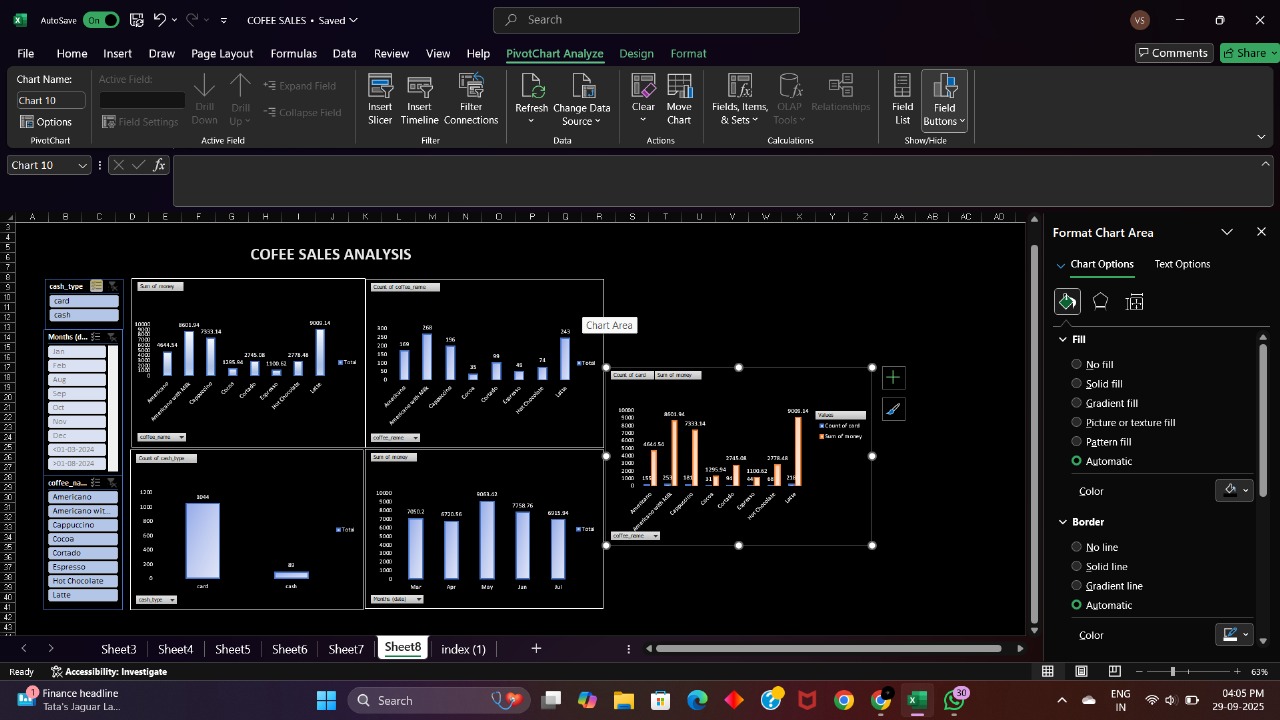 AutoSave On COFEE SALES • Saved Search VS
File Home Insert Draw Page Layout Formulas Data Review View Help PivotChart Analyze Design Format Comments Share
Chart Name:
Chart 10
Options
PivotChart
Active Field:
Field Settings
Drill Down
Drill Up
Expand Field
Collapse Field
Active Field
Insert Slicer
Insert Timeline
Filter Connections
Filter
Refresh
Change Data Source
Data
Clear
Move Chart
Actions
Fields, Items, & Sets
OLAP Tools
Relationships
Calculations
Field List
Field Buttons
Show/Hide
Chart 10 fx
A B C D E F G H I J K L M N O P Q R S T U V W X Y Z AA AB AC AD
COFEE SALES ANALYSIS
cash_type
card
cash
Months (d...
Jan
Feb
Aug
Sep
Oct
Nov
Dec
<01-03-2024
>01-08-2024
coffee_na...
Americano
Americano wit...
Cappuccino
Cocoa
Cortado
Espresso
Hot Chocolate
Latte
Sum of money
10000
9000
8000
7000
6000
5000
4000
3000
2000
1000
0
4644.54 8601.94 7333.14 1295.94 2745.08 1100.62 2778.48 9009.14
Total
Americano Americano with Milk Cappuccino Cocoa Cortado Espresso Hot Chocolate Latte
coffee_name
Count of coffee_name
300
250
200
150
100
50
0
169 268 196 35 99 49 74 243
Total
Americano Americano with Milk Cappuccino Cocoa Cortado Espresso Hot Chocolate Latte
coffee_name
Count of cash_type
1200
1000
800
600
400
200
0
1044 89
Total
card cash
cash_type
Sum of money
10000
9000
8000
7000
6000
5000
4000
3000
2000
1000
0
7050.2 6720.56 9063.42 7758.76 6915.94
Total
Mar Apr May Jun Jul
Months (date)
Chart Area
Count of card Sum of money
10000
9000
8000
7000
6000
5000
4000
3000
2000
1000
0
4644.54 8601.94 7333.14 1295.94 2745.08 1100.62 2778.48 9009.14
Values
Count of card
Sum of money
Americano Americano with Milk Cappuccino Cocoa Cortado Espresso Hot Chocolate Latte
coffee_name
Format Chart Area
Chart Options Text Options
Fill
No fill
Solid fill
Gradient fill
Picture or texture fill
Pattern fill
Automatic
Color
Border
No line
Solid line
Gradient line
Automatic
Sheet3 Sheet4 Sheet5 Sheet6 Sheet7 Sheet8 index (1)
Ready Accessibility: Investigate 63%
1 Finance headline
Tata's Jaguar La...
Search
30
ENG
IN
04:05 PM
29-09-2025